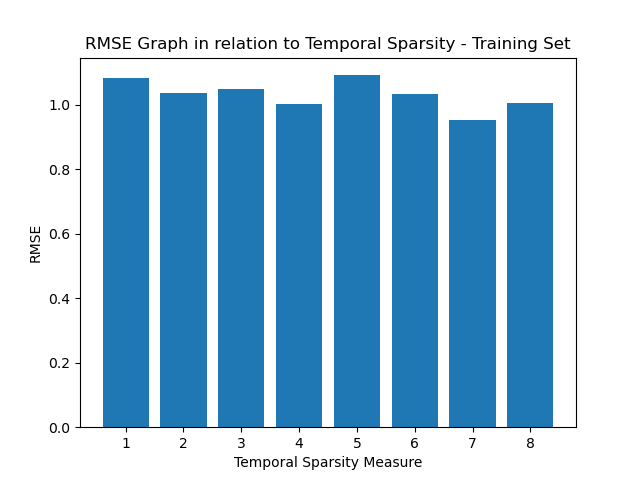 RMSE Graph in relation to Temporal Sparsity - Training Set
1.0
0.8
0.6
0.4
0.2
0.0
RMSE
1 2 3 4 5 6 7 8
Temporal Sparsity Measure